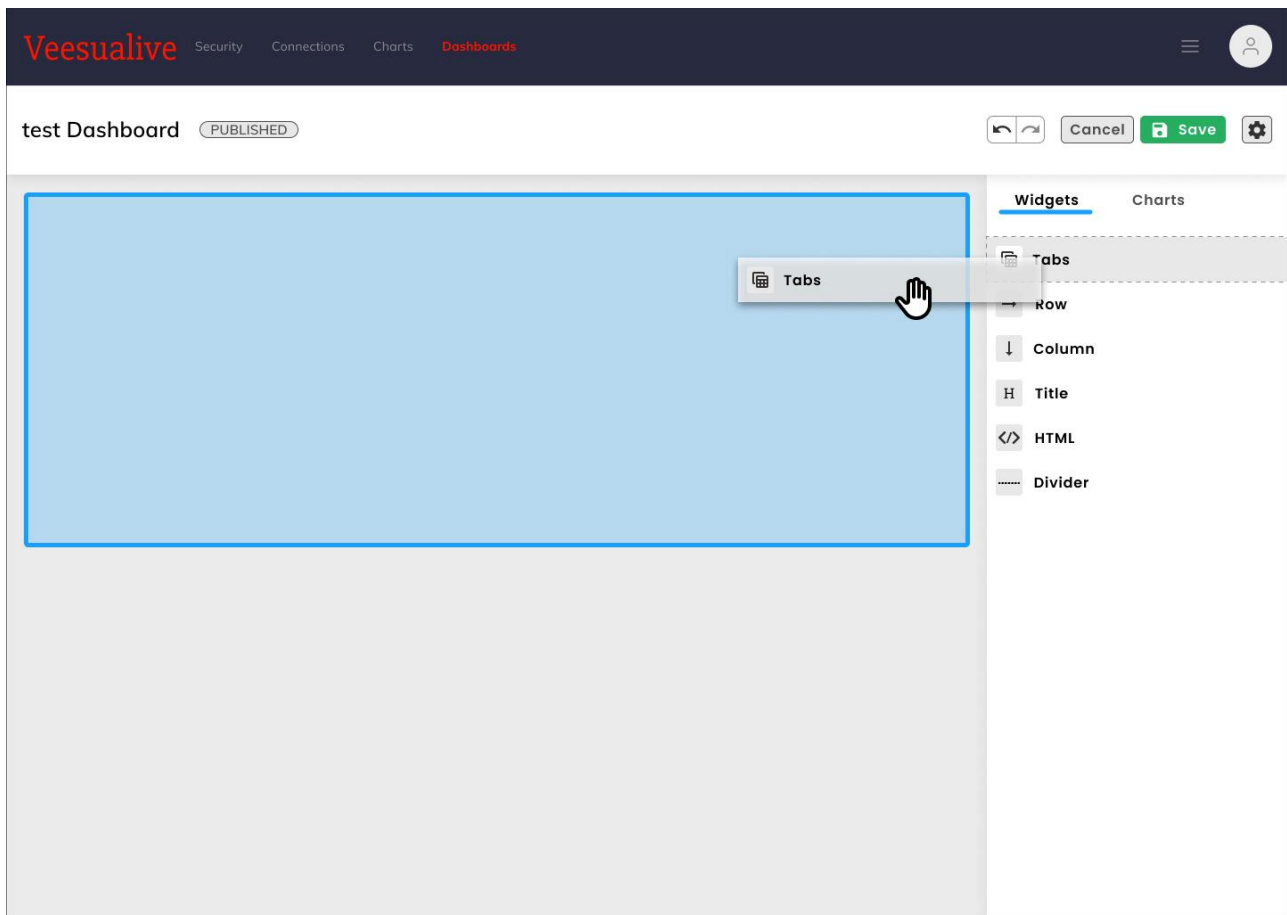 Veesualive Security Connections Charts Dashboards
test Dashboard PUBLISHED Cancel Save
Widgets Charts
Tabs
Tabs
Row
Column
H Title
</> HTML
Divider